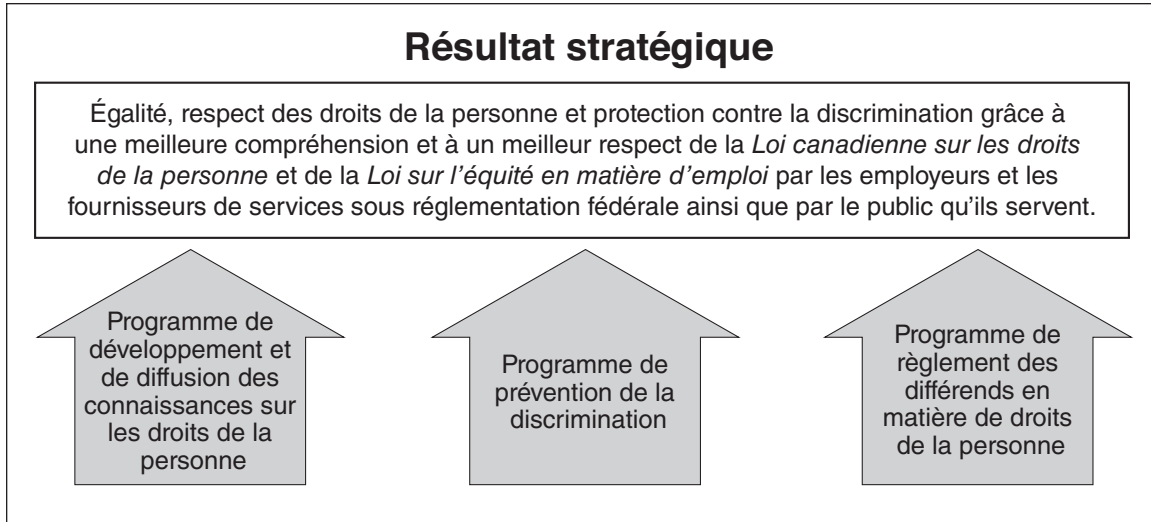 Résultat stratégique
Égalité, respect des droits de la personne et protection contre la discrimination grâce à
une meilleure compréhension et à un meilleur respect de la Loi canadienne sur les droits
de la personne et de la Loi sur l’équité en matière d’emploi par les employeurs et les
fournisseurs de services sous réglementation fédérale ainsi que par le public qu’ils servent.
Programme de
développement et
de diffusion des
connaissances sur
les droits de la
personne
Programme de
prévention de la
discrimination
Programme de
règlement des
différends en
matière de droits
de la personne